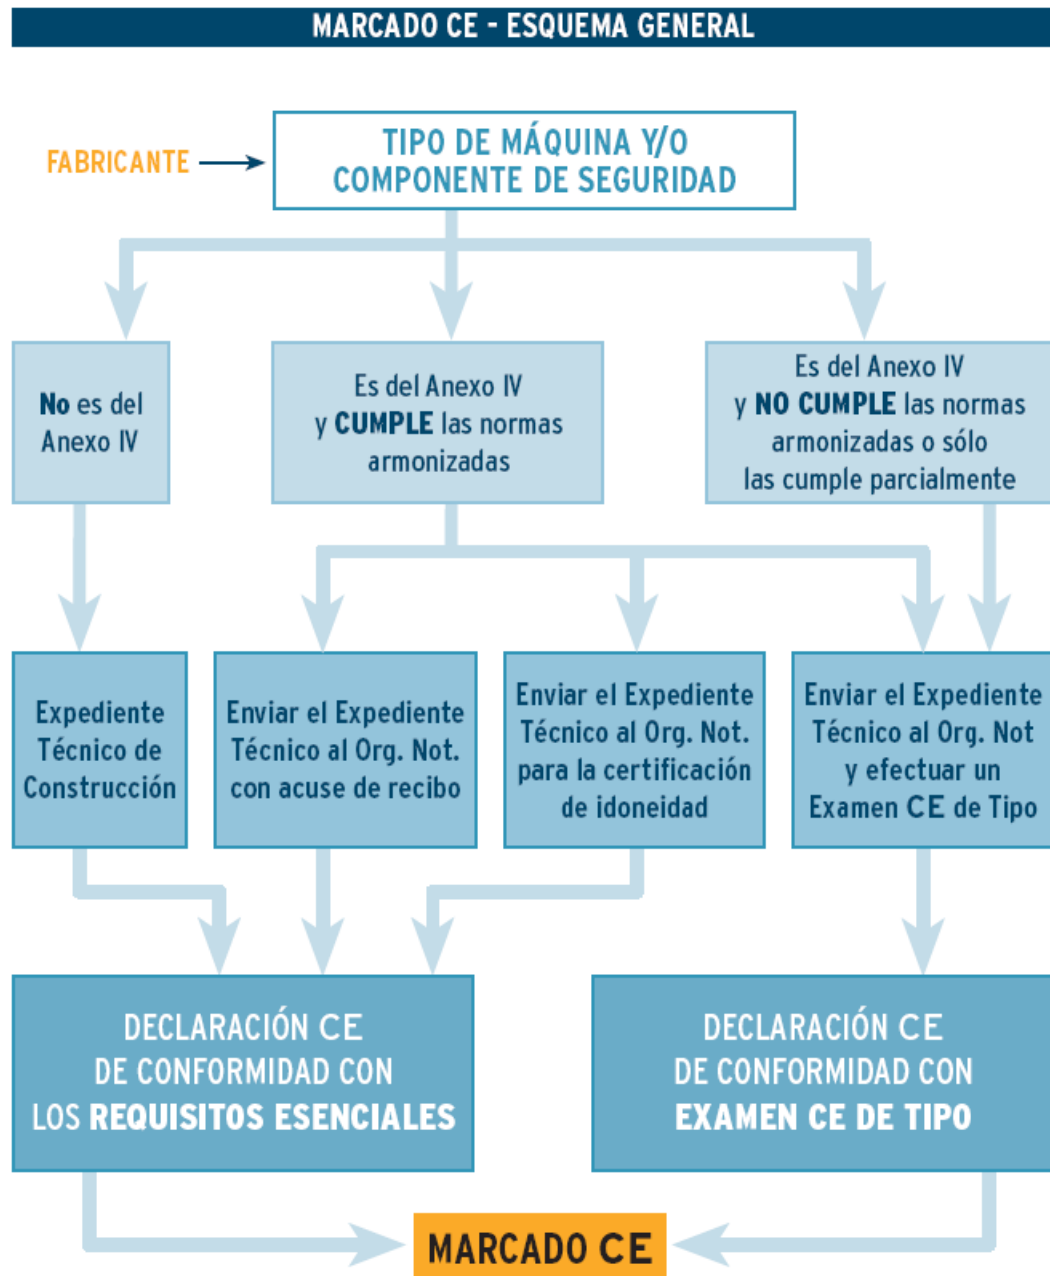 MARCADO CE - ESQUEMA GENERAL
FABRICANTE
TIPO DE MÁQUINA Y/O
COMPONENTE DE SEGURIDAD
No es del
Anexo IV
Es del Anexo IV
y CUMPLE las normas
armonizadas
Es del Anexo IV
y NO CUMPLE las normas
armonizadas o sólo
las cumple parcialmente
Expediente
Técnico de
Construcción
Enviar el Expediente
Técnico al Org. Not.
con acuse de recibo
Enviar el Expediente
Técnico al Org. Not.
para la certificación
de idoneidad
Enviar el Expediente
Técnico al Org. Not
y efectuar un
Examen CE de Tipo
DECLARACIÓN CE
DE CONFORMIDAD CON
LOS REQUISITOS ESENCIALES
DECLARACIÓN CE
DE CONFORMIDAD CON
EXAMEN CE DE TIPO
MARCADO CE